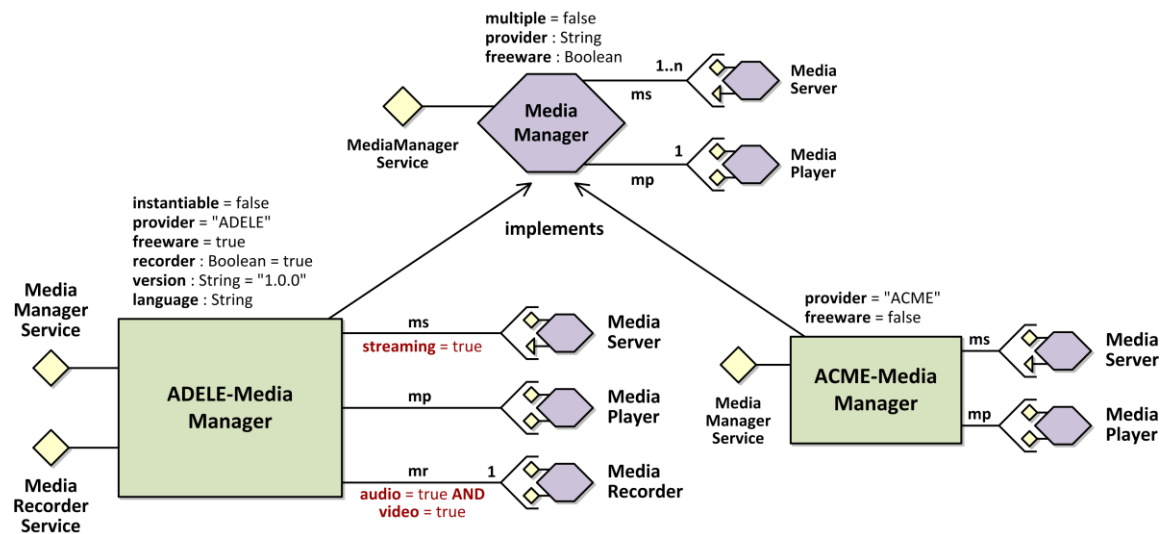 multiple = false
provider : String
freeware : Boolean
1..n
ms
Media
Server
Media
Manager
MediaManager
Service
1
mp
Media
Player
implements
instantiable = false
provider = "ADELE"
freeware = true
recorder : Boolean = true
version : String = "1.0.0"
language : String
Media
Manager
Service
Media
Recorder
Service
ADELE-Media
Manager
ms
streaming = true
Media
Server
mp
Media
Player
mr
1
audio = true AND
video = true
Media
Recorder
provider = "ACME"
freeware = false
Media
Manager
Service
ACME-Media
Manager
ms
Media
Server
mp
Media
Player